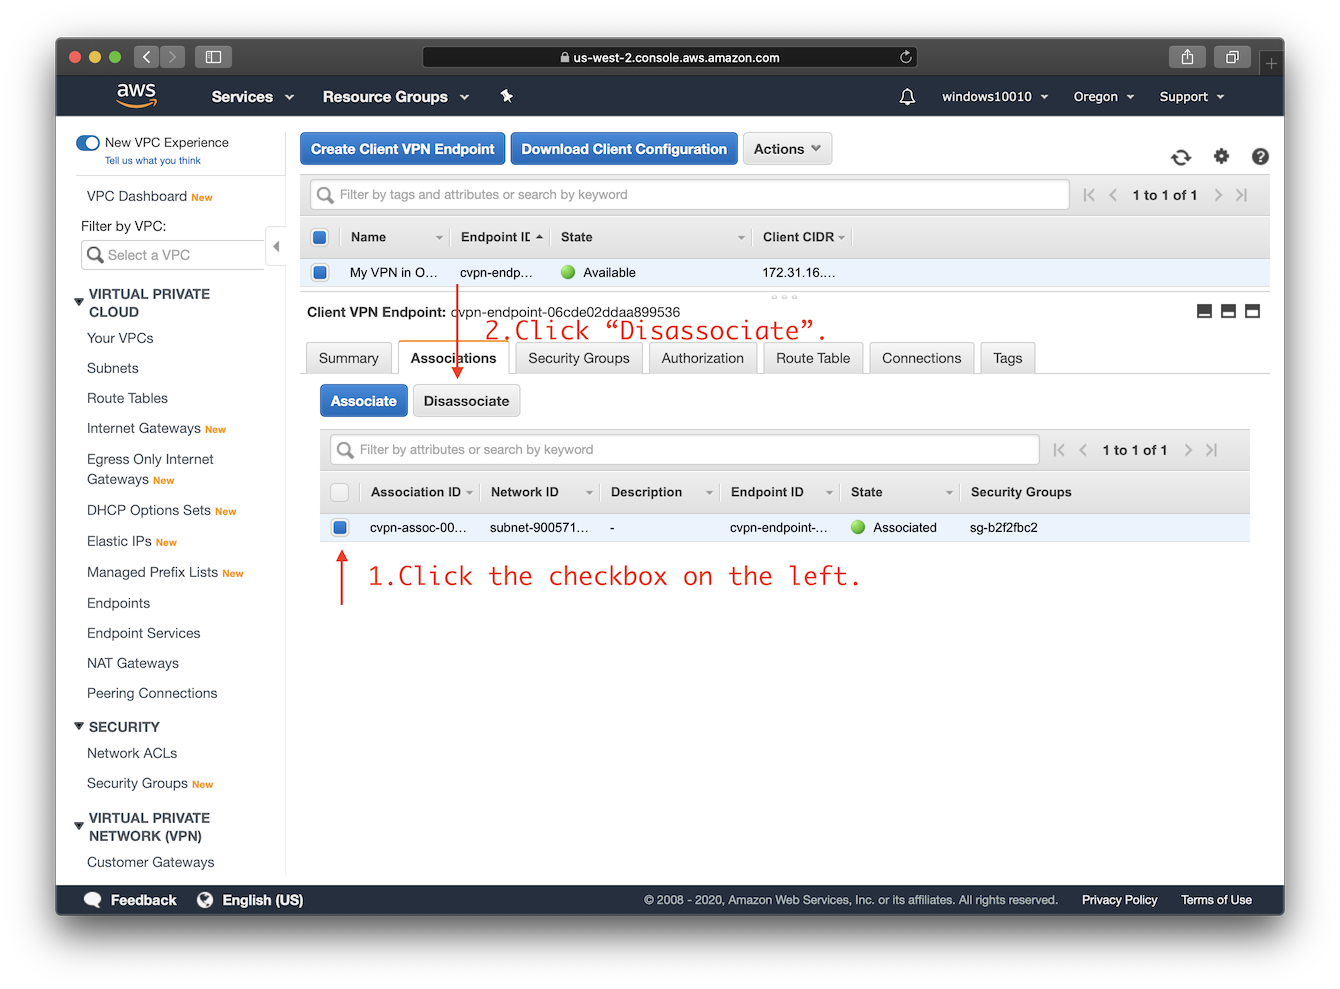 us-west-2.console.aws.amazon.com
aws
Services
Resource Groups
windows10010
Oregon
Support
New VPC Experience
Tell us what you think
VPC Dashboard New
Filter by VPC:
Select a VPC
VIRTUAL PRIVATE
CLOUD
Your VPCs
Subnets
Route Tables
Internet Gateways New
Egress Only Internet
Gateways New
DHCP Options Sets New
Elastic IPs New
Managed Prefix Lists New
Endpoints
Endpoint Services
NAT Gateways
Peering Connections
SECURITY
Network ACLs
Security Groups New
VIRTUAL PRIVATE
NETWORK (VPN)
Customer Gateways
Create Client VPN Endpoint
Download Client Configuration
Actions
Filter by tags and attributes or search by keyword
1 to 1 of 1
Name
Endpoint ID
State
Client CIDR
My VPN in O...
cvpn-endp...
Available
172.31.16....
Client VPN Endpoint: cvpn-endpoint-06cde02ddaa899536
2.Click “Disassociate”.
Summary
Associations
Security Groups
Authorization
Route Table
Connections
Tags
Associate
Disassociate
Filter by attributes or search by keyword
1 to 1 of 1
Association ID
Network ID
Description
Endpoint ID
State
Security Groups
cvpn-assoc-00...
subnet-900571...
-
cvpn-endpoint-...
Associated
sg-b2f2fbc2
1.Click the checkbox on the left.
Feedback
English (US)
© 2008 - 2020, Amazon Web Services, Inc. or its affiliates. All rights reserved.
Privacy Policy
Terms of Use